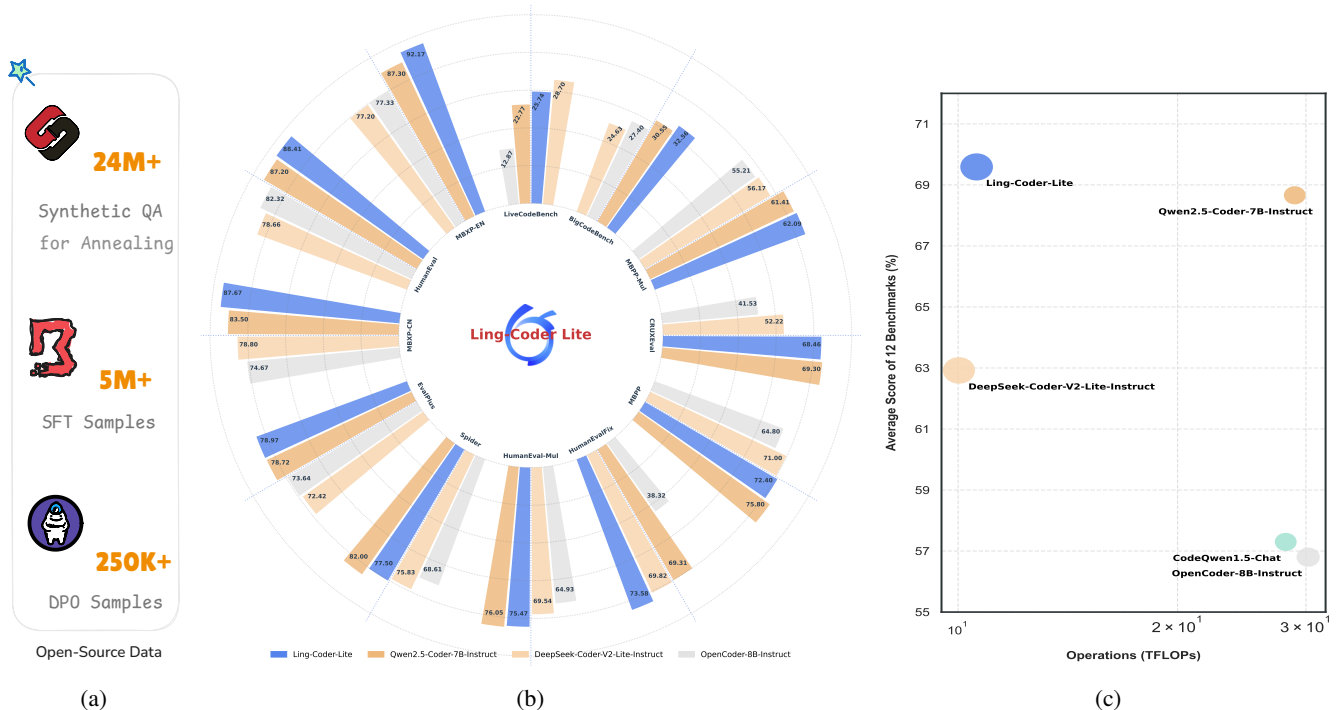 24M+
Synthetic QA
for Annealing
5M+
SFT Samples
250K+
DPO Samples
Open-Source Data
(a)
Ling-Coder Lite
LiveCodeBench
12.87
22.77
25.74
28.70
BigCodeBench
24.63
27.40
30.55
32.56
MBPP-Mul
55.21
56.17
61.41
62.09
CRUXEval
41.53
52.22
68.46
69.30
MBPP
64.80
71.00
72.40
75.80
HumanEvalFix
38.32
69.31
69.82
73.58
HumanEval-Mul
64.93
69.54
75.47
76.05
Spider
68.61
75.83
77.50
82.00
EvalPlus
72.42
73.64
78.72
78.97
MBXP-CN
74.67
78.80
83.50
87.67
HumanEval
78.66
82.32
87.20
88.41
MBXP-EN
77.20
77.33
87.30
92.17
Ling-Coder-Lite
Qwen2.5-Coder-7B-Instruct
DeepSeek-Coder-V2-Lite-Instruct
OpenCoder-8B-Instruct
(b)
Average Score of 12 Benchmarks (%)
71
69
67
65
63
61
59
57
55
Ling-Coder-Lite
Qwen2.5-Coder-7B-Instruct
DeepSeek-Coder-V2-Lite-Instruct
CodeQwen1.5-Chat
OpenCoder-8B-Instruct
10¹
2 × 10¹
3 × 10¹
Operations (TFLOPs)
(c)